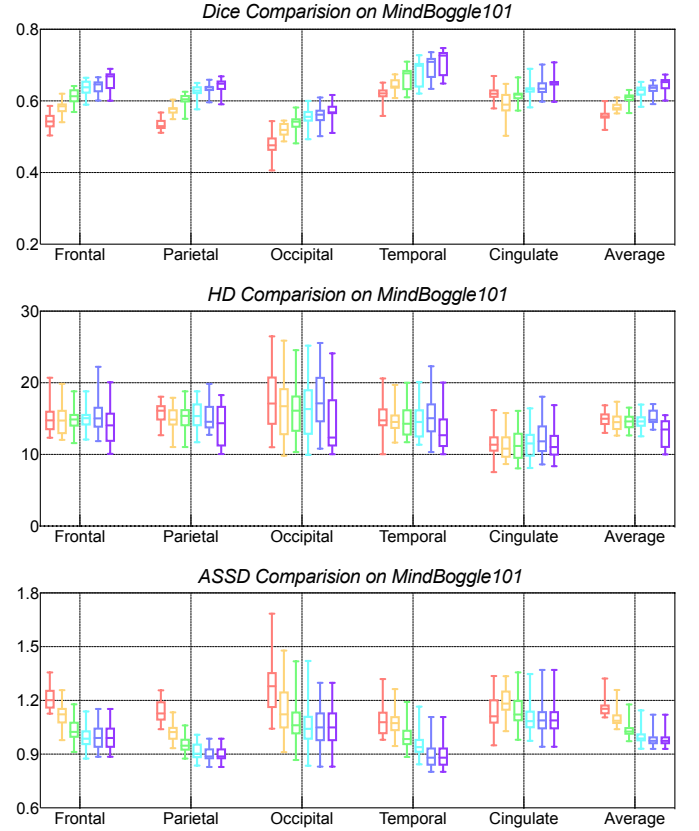 Dice Comparision on MindBoggle101
0.8
0.6
0.4
0.2
Frontal Parietal Occipital Temporal Cingulate Average
HD Comparision on MindBoggle101
30
20
10
0
Frontal Parietal Occipital Temporal Cingulate Average
ASSD Comparision on MindBoggle101
1.8
1.5
1.2
0.9
0.6
Frontal Parietal Occipital Temporal Cingulate Average